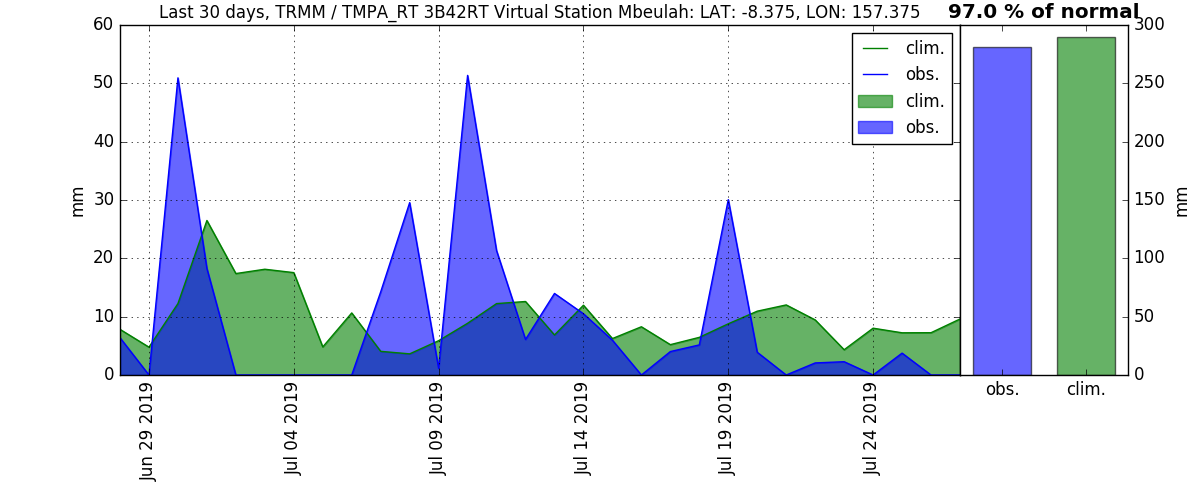 Last 30 days, TRMM / TMPA_RT 3B42RT Virtual Station Mbeulah: LAT: -8.375, LON: 157.375
97.0 % of normal
60
50
40
30
20
10
0
mm
clim.
obs.
clim.
obs.
300
250
200
150
100
50
0
mm
Jun 29 2019
Jul 04 2019
Jul 09 2019
Jul 14 2019
Jul 19 2019
Jul 24 2019
obs.
clim.